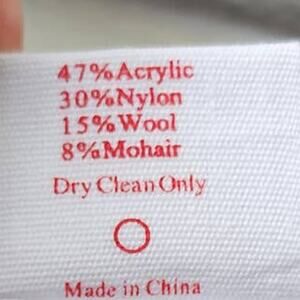 47%Acrylic
30%Nylon
15%Wool
8%Mohair
Dry Clean Only
Made in China